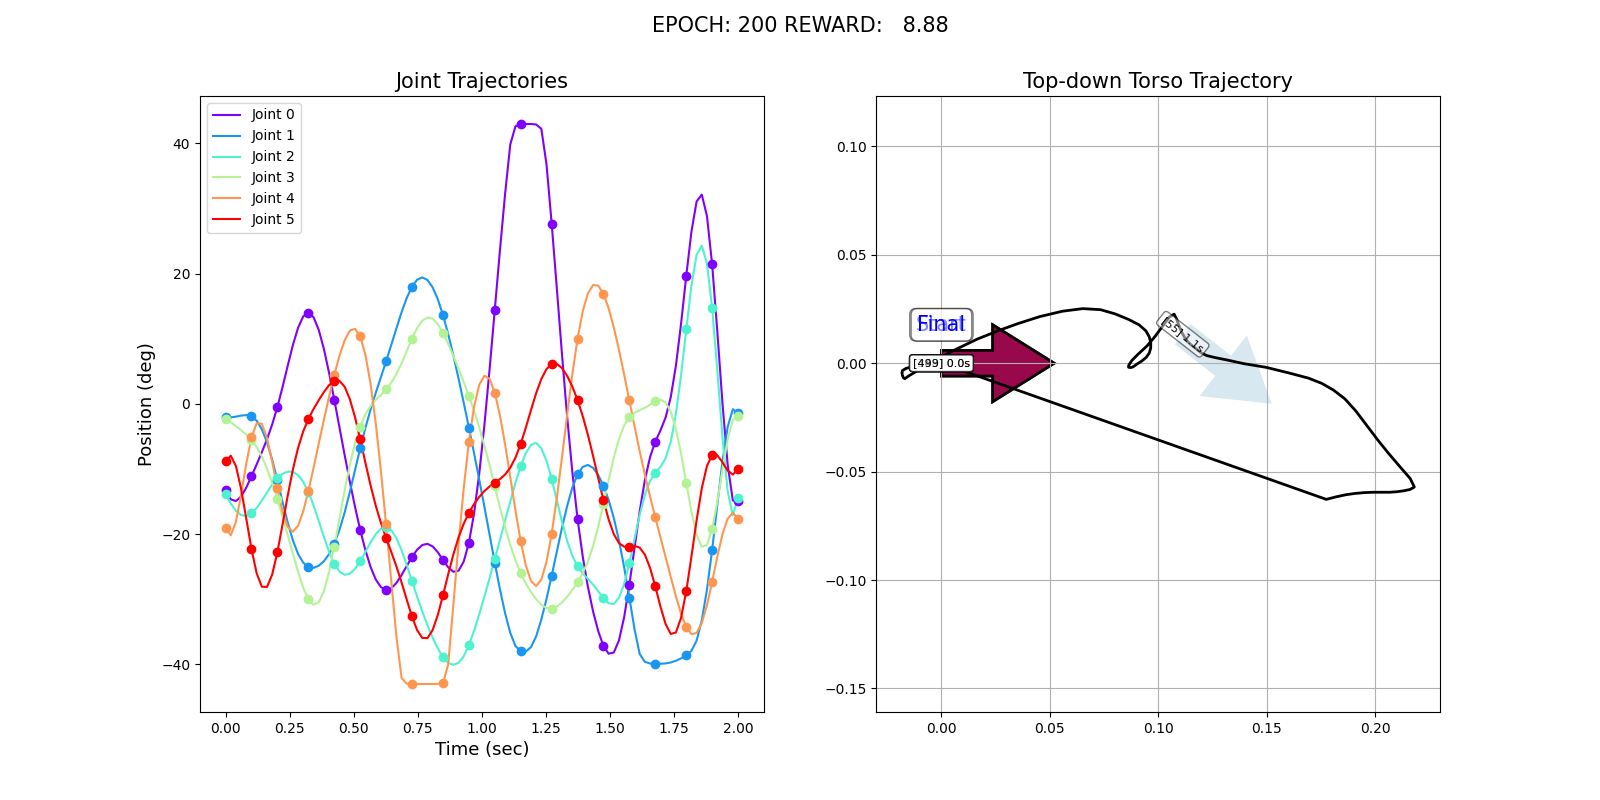 EPOCH: 200 REWARD:   8.88
Joint Trajectories
Joint 0
Joint 1
Joint 2
Joint 3
Joint 4
Joint 5
40
20
0
−20
−40
Position (deg)
0.00 0.25 0.50 0.75 1.00 1.25 1.50 1.75 2.00
Time (sec)
Top-down Torso Trajectory
0.10
0.05
0.00
−0.05
−0.10
−0.15
Final
[499] 0.0s
[55] 1.1s
0.00 0.05 0.10 0.15 0.20